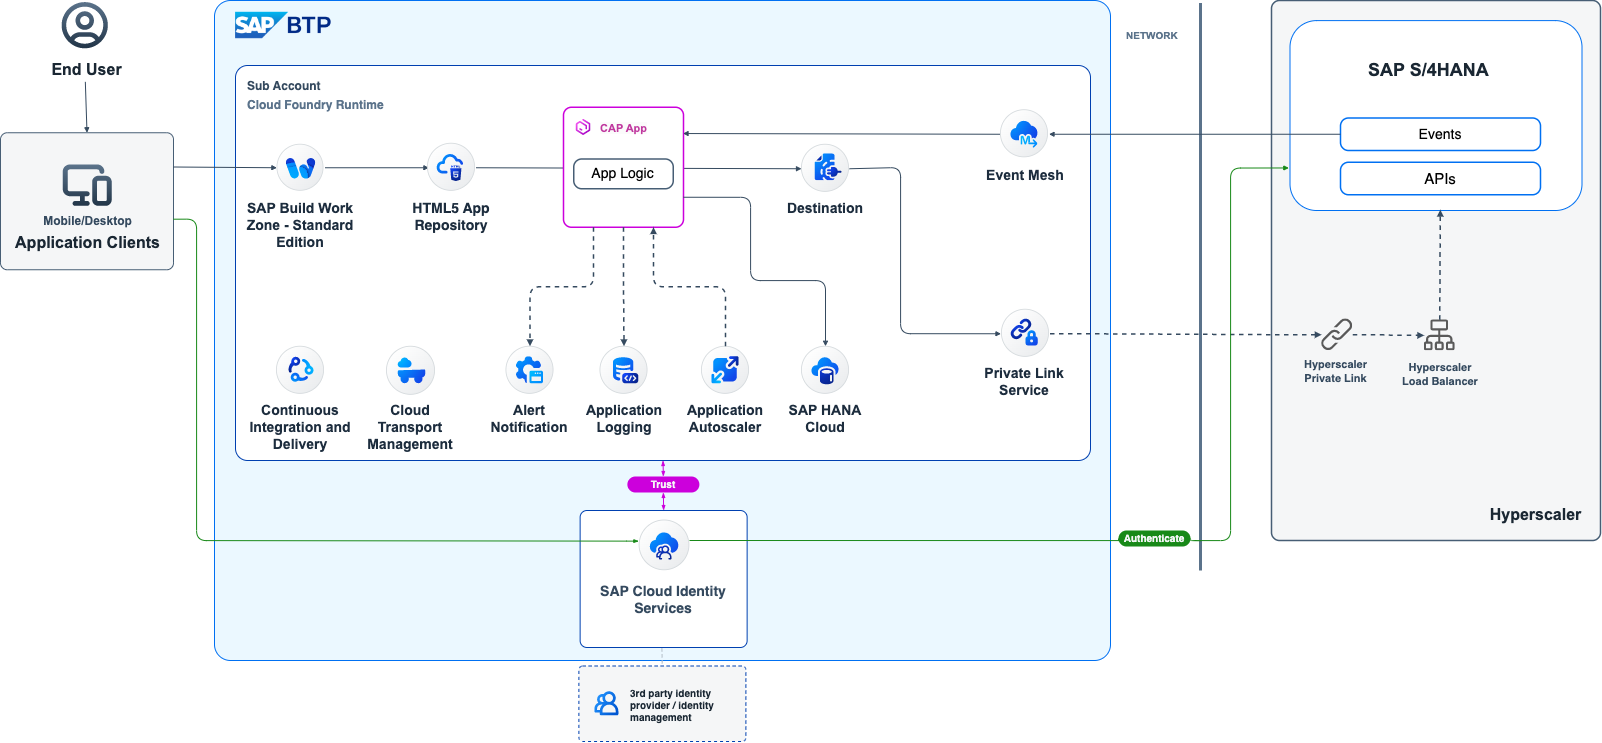 End User
Mobile/Desktop
Application Clients
SAP BTP
Sub Account
Cloud Foundry Runtime
SAP Build Work
Zone - Standard
Edition
HTML5 App
Repository
HTML
5
CAP App
App Logic
Destination
M
Event Mesh
Continuous
Integration and
Delivery
Cloud
Transport
Management
Alert
Notification
Application
Logging
Application
Autoscaler
SAP HANA
Cloud
Private Link
Service
Trust
SAP Cloud Identity
Services
3rd party identity
provider / identity
management
NETWORK
Authenticate
SAP S/4HANA
Events
APIs
Hyperscaler
Private Link
Hyperscaler
Load Balancer
Hyperscaler